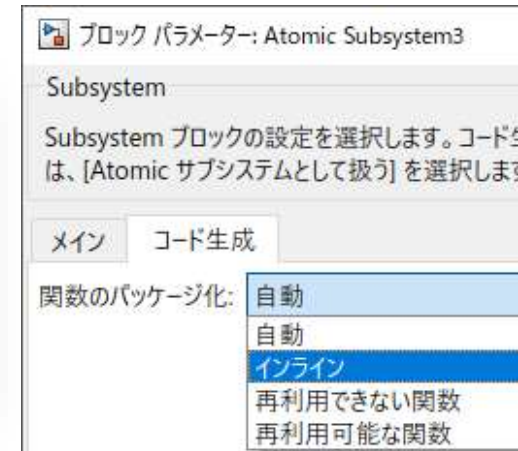 ブロック パラメーター: Atomic Subsystem3
Subsystem
Subsystem ブロックの設定を選択します。コード
は、[Atomic サブシステムとして扱う] を選択しま
メイン コード生成
関数のパッケージ化: 自動
自動
インライン
再利用できない関数
再利用可能な関数